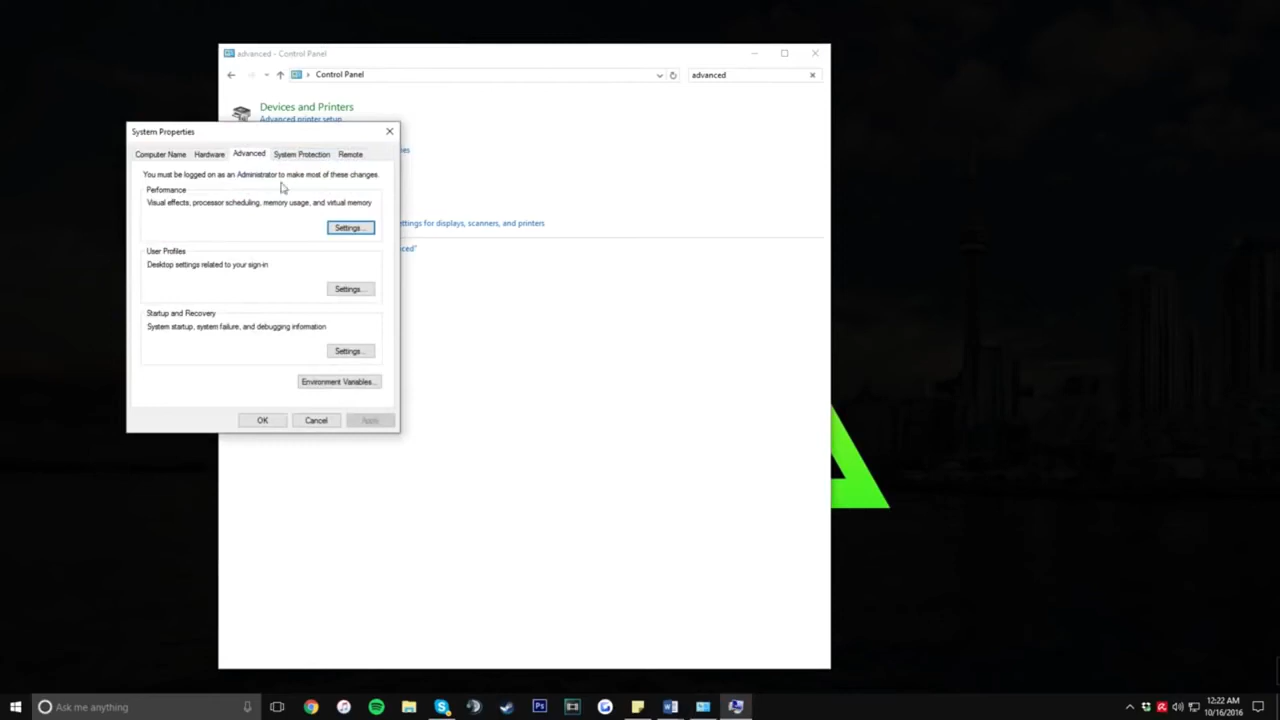 advanced - Control Panel
Control Panel
advanced
Devices and Printers
Advanced printer setup
System Properties
Computer Name
Hardware
Advanced
System Protection
Remote
You must be logged on as an Administrator to make most of these changes.
Performance
Visual effects, processor scheduling, memory usage, and virtual memory
Settings...
User Profiles
Desktop settings related to your sign-in
Settings...
Startup and Recovery
System startup, system failure, and debugging information
Settings...
Environment Variables...
OK
Cancel
Apply
ettings for displays, scanners, and printers
Ask me anything
12:22 AM
10/16/2016